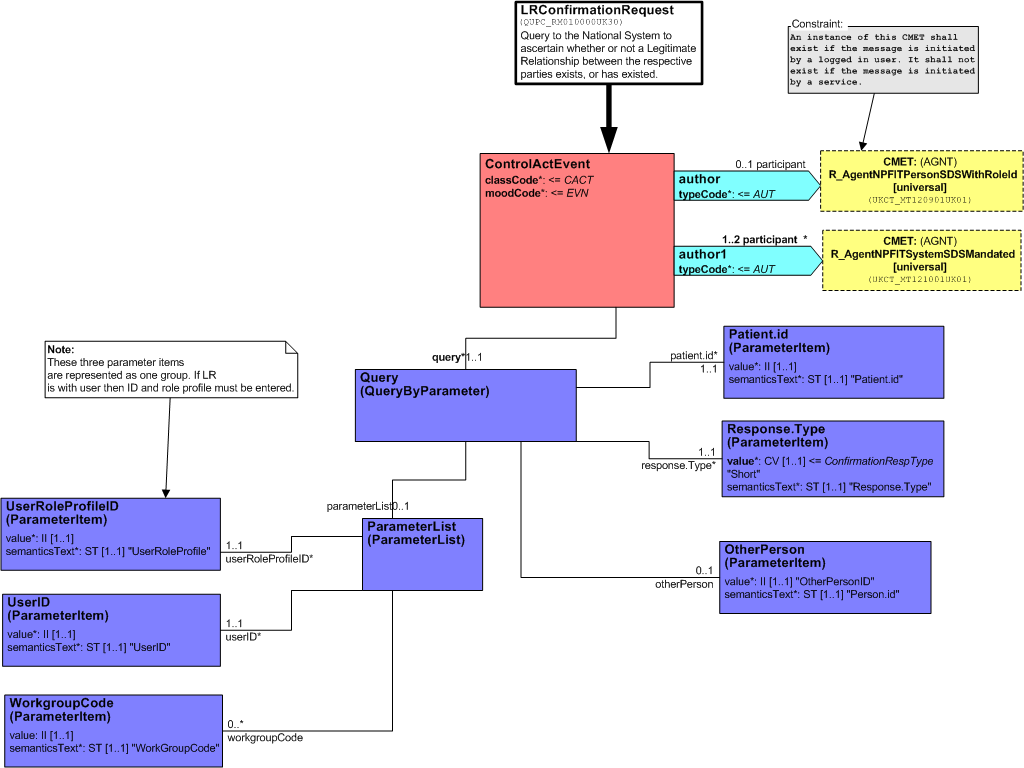 LRConfirmationRequest
(QUPC_RM010000UK30)
Query to the National System to
ascertain whether or not a Legitimate
Relationship between the respective
parties exists, or has existed.
Constraint:
An instance of this CMET shall
exist if the message is initiated
by a logged in user. It shall not
exist if the message is initiated
by a service.
ControlActEvent
classCode*: <= CACT
moodCode*: <= EVN
0..1 participant
author
typeCode*: <= AUT
CMET: (AGNT)
R_AgentNPFITPersonSDSWithRoleId
[universal]
(UKCT_MT120901UK01)
1..2 participant *
author1
typeCode*: <= AUT
CMET: (AGNT)
R_AgentNPFITSystemSDSMandated
[universal]
(UKCT_MT121001UK01)
Note:
These three parameter items
are represented as one group. If LR
is with user then ID and role profile must be entered.
query*1..1
Query
(QueryByParameter)
patient.id*
1..1
Patient.id
(ParameterItem)
value*: II [1..1]
semanticsText*: ST [1..1] "Patient.id"
1..1
response.Type*
Response.Type
(ParameterItem)
value*: CV [1..1] <= ConfirmationRespType
"Short"
semanticsText*: ST [1..1] "Response.Type"
parameterList0..1
ParameterList
(ParameterList)
UserRoleProfileID
(ParameterItem)
value*: II [1..1]
semanticsText*: ST [1..1] "UserRoleProfile"
1..1
userRoleProfileID*
0..1
otherPerson
OtherPerson
(ParameterItem)
value*: II [1..1] "OtherPersonID"
semanticsText*: ST [1..1] "Person.id"
UserID
(ParameterItem)
value*: II [1..1]
semanticsText*: ST [1..1] "UserID"
1..1
userID*
WorkgroupCode
(ParameterItem)
value: II [1..1]
semanticsText*: ST [1..1] "WorkGroupCode"
0..*
workgroupCode